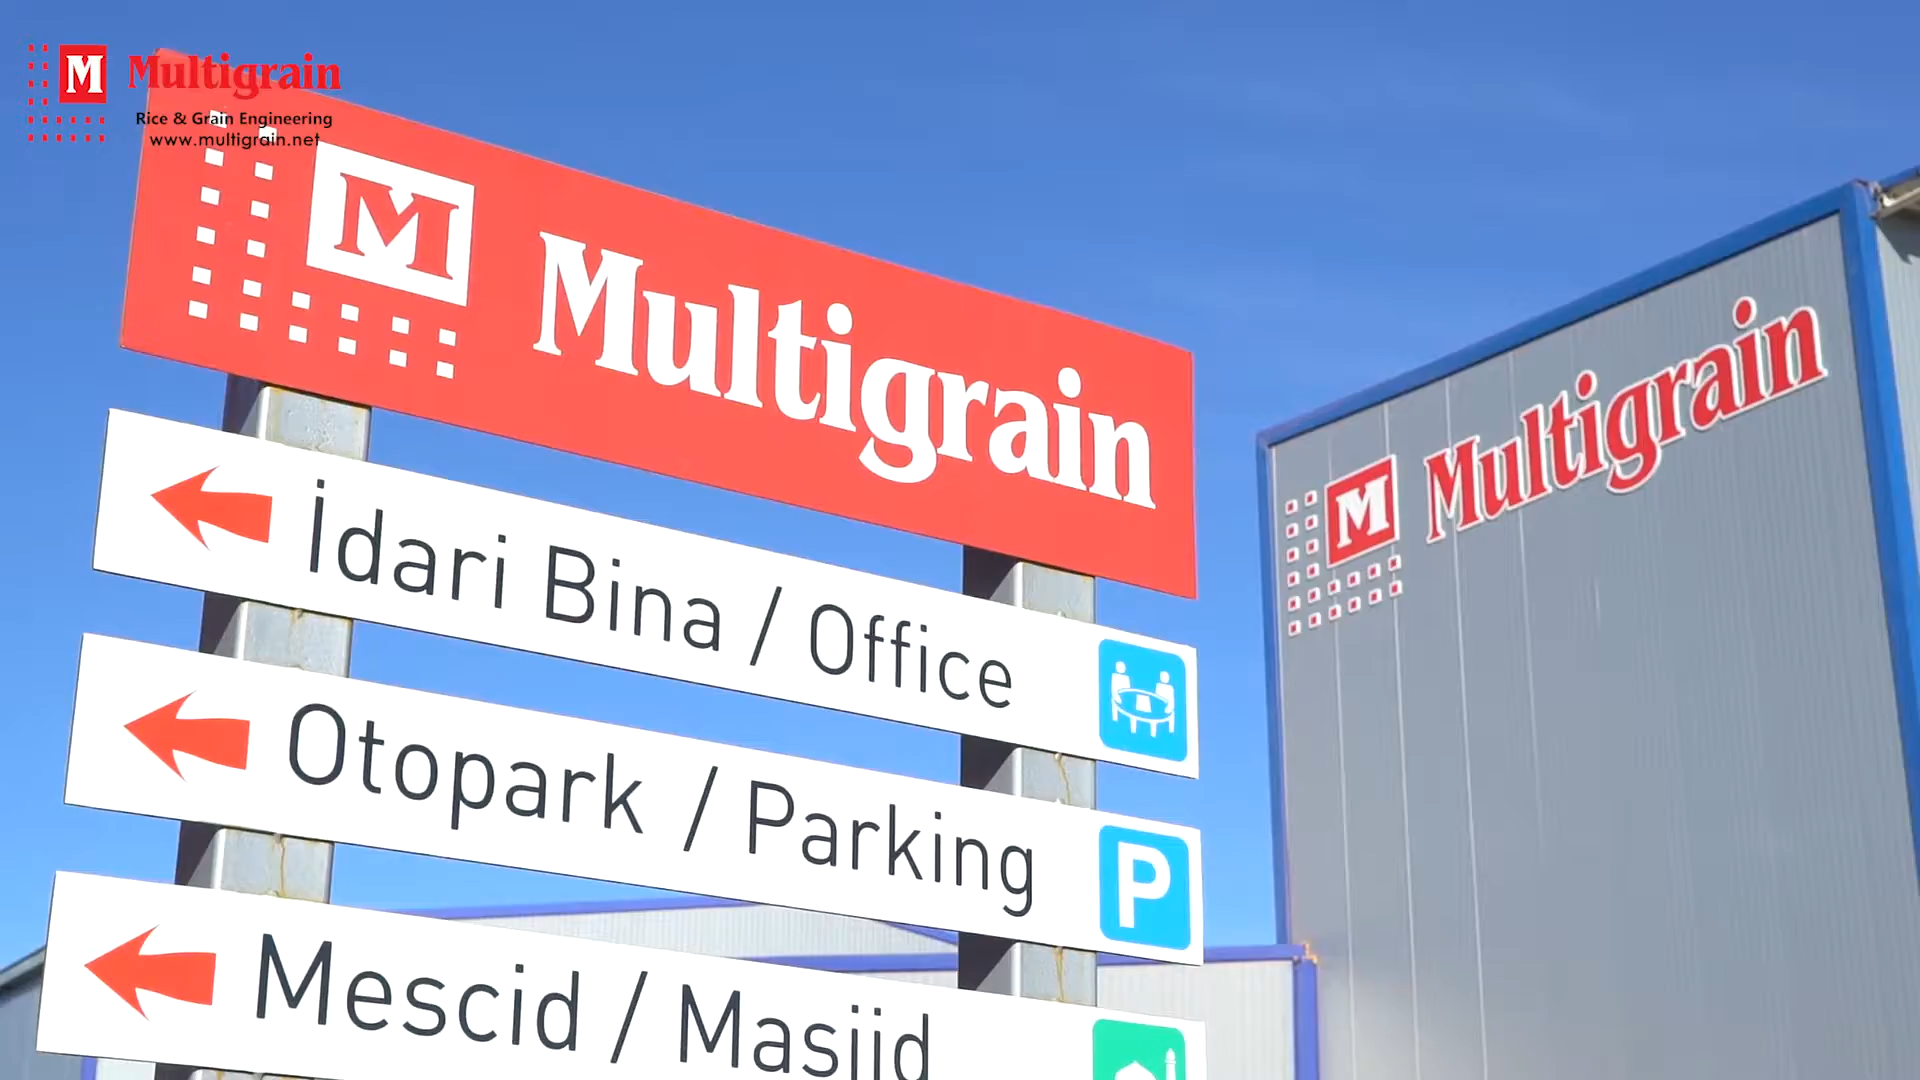 M Multigrain
Rice & Grain Engineering
www.multigrain.net
M Multigrain
İdari Bina / Office
Otopark / Parking
P
Mescid / Masjid
M Multigrain